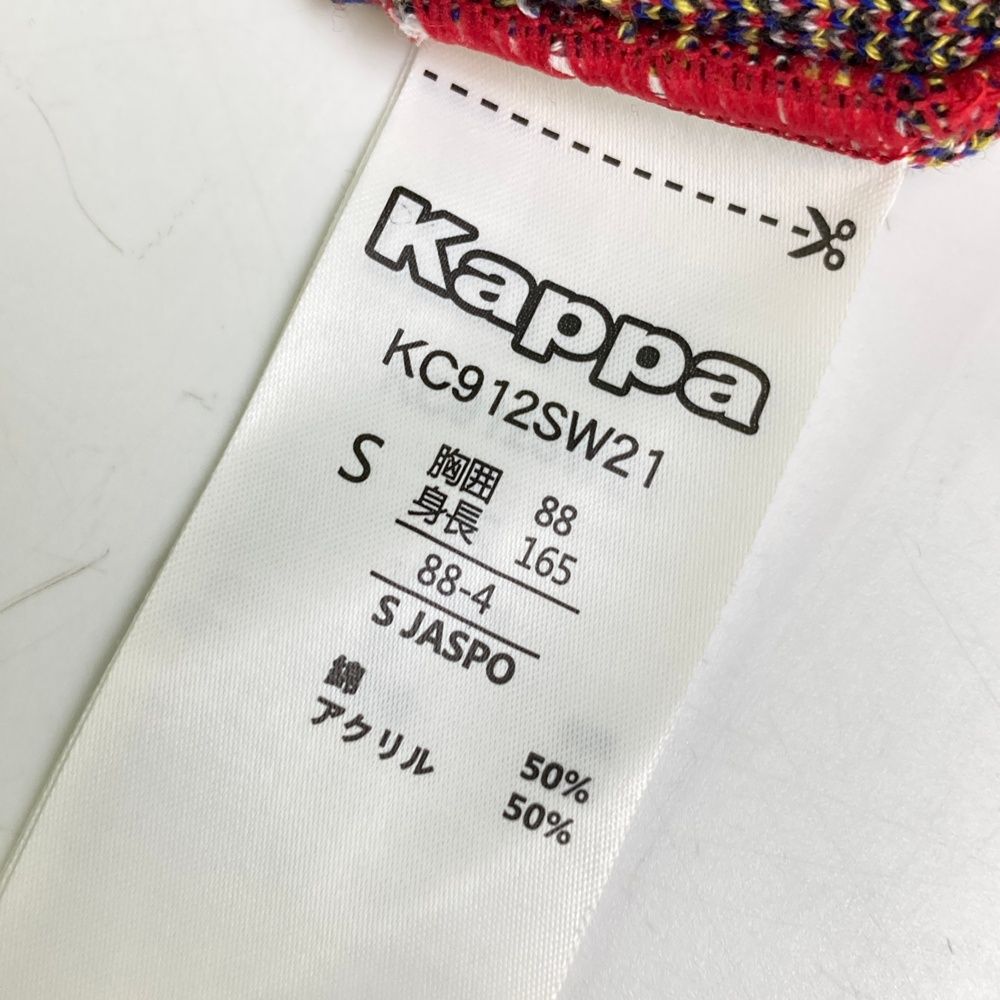 Kappa
KC912SW21
S
胸囲 88
身長 165
88-4
S JASPO
綿 50%
アクリル 50%